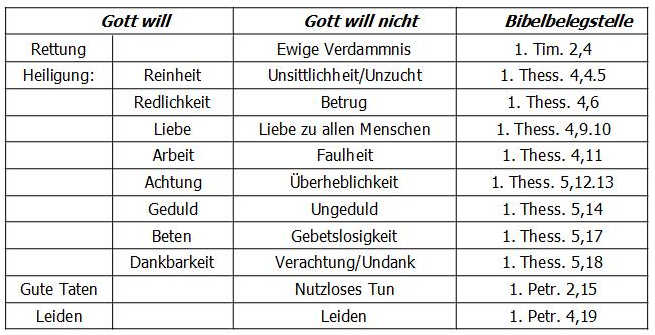 Gott will Gott will nicht Bibelbelegstelle
Rettung Ewige Verdammnis 1. Tim. 2,4
Heiligung: Reinheit Unsittlichheit/Unzucht 1. Thess. 4,4.5
Redlichkeit Betrug 1. Thess. 4,6
Liebe Liebe zu allen Menschen 1. Thess. 4,9.10
Arbeit Faulheit 1. Thess. 4,11
Achtung Überheblichkeit 1. Thess. 5,12.13
Geduld Ungeduld 1. Thess. 5,14
Beten Gebetslosigkeit 1. Thess. 5,17
Dankbarkeit Verachtung/Undank 1. Thess. 5,18
Gute Taten Nutzloses Tun 1. Petr. 2,15
Leiden Leiden 1. Petr. 4,19